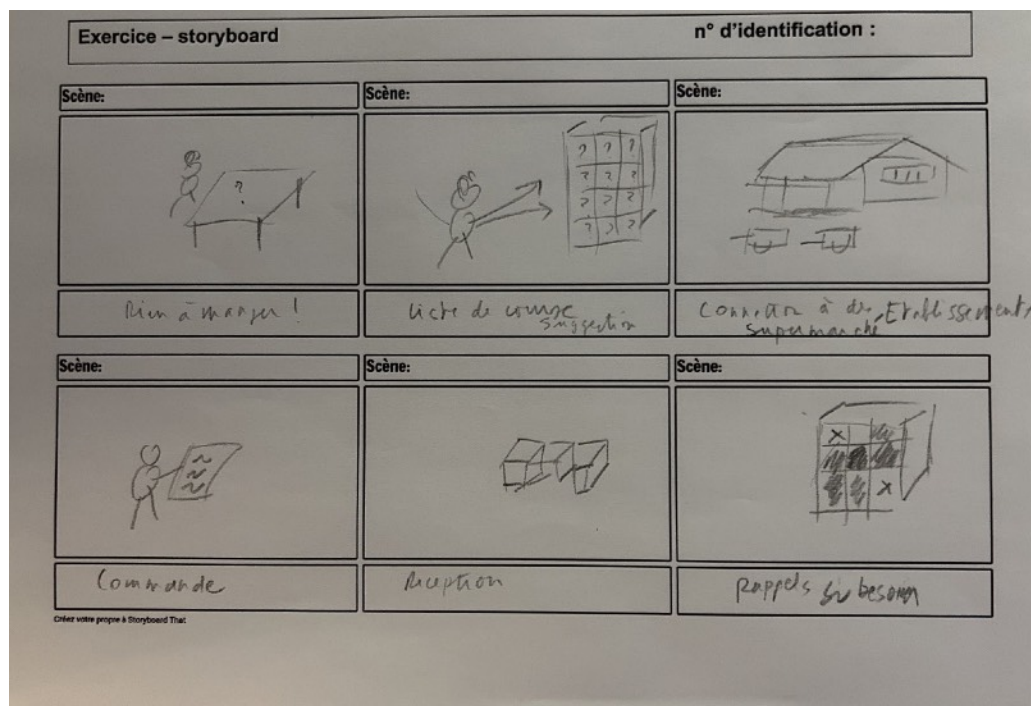 Exercice – storyboard
n° d'identification :
Scène:
Scène:
Scène:
?
? ? ?
? ? ?
? ? ?
? ? ?
Rien à manger !
Liste de course
suggestion
Connection à des Etablissements,
supermarché
Scène:
Scène:
Scène:
X
X
Commande
Réception
Rappels si besoin
Créez votre propre à Storyboard That